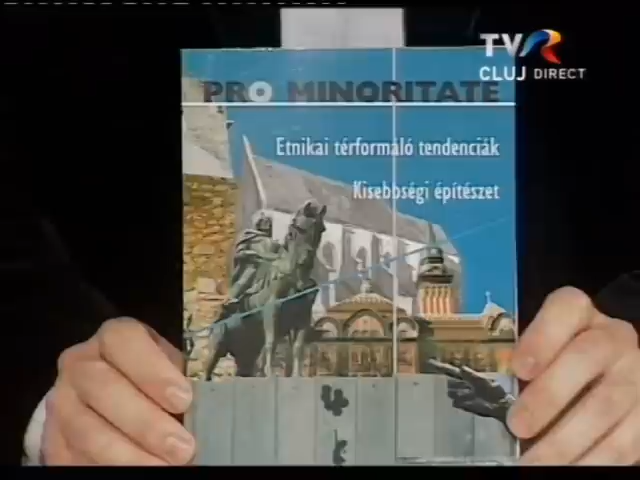 TVR
CLUJ DIRECT
PRO MINORITATE
Etnikai térformáló tendenciák
Kisebbségi építészet